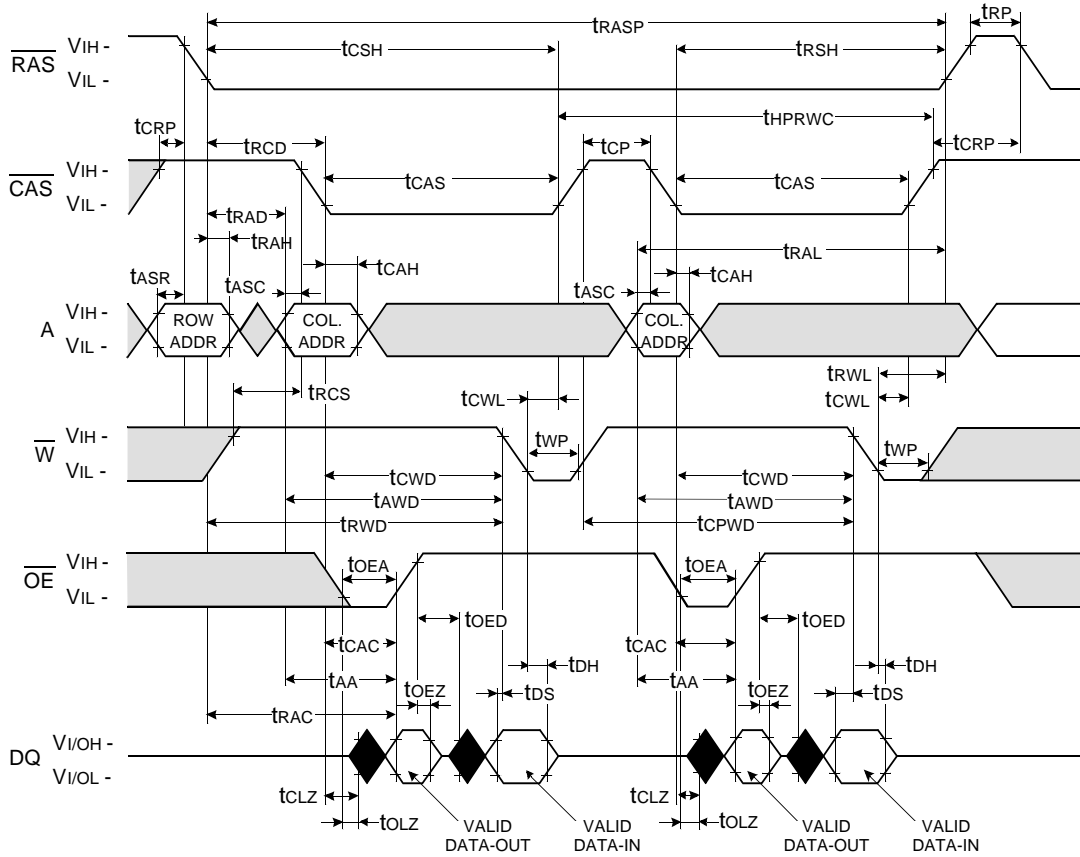 tRASP
tRP
VIH -
tCSH
tRSH
RAS
VIL -
tHPRWC
tCRP
tRCD
tCP
tCRP
VIH -
CAS
tCAS
tCAS
VIL -
tRAD
tRAH
tCAH
tRAL
tCAH
tASR
tASC
tASC
VIH -
A
ROW
ADDR
COL.
ADDR
COL.
ADDR
VIL -
tRWL
tRCS
tCWL
tCWL
VIH -
W
tWP
tWP
VIL -
tCWD
tCWD
tAWD
tAWD
tRWD
tCPWD
VIH -
OE
tOEA
tOEA
VIL -
tOED
tOED
tCAC
tCAC
tDH
tDH
tAA
tAA
tOEZ
tDS
tOEZ
tDS
tRAC
VI/OH -
DQ
VI/OL -
tCLZ
tCLZ
tOLZ
tOLZ
VALID
DATA-OUT
VALID
DATA-IN
VALID
DATA-OUT
VALID
DATA-IN